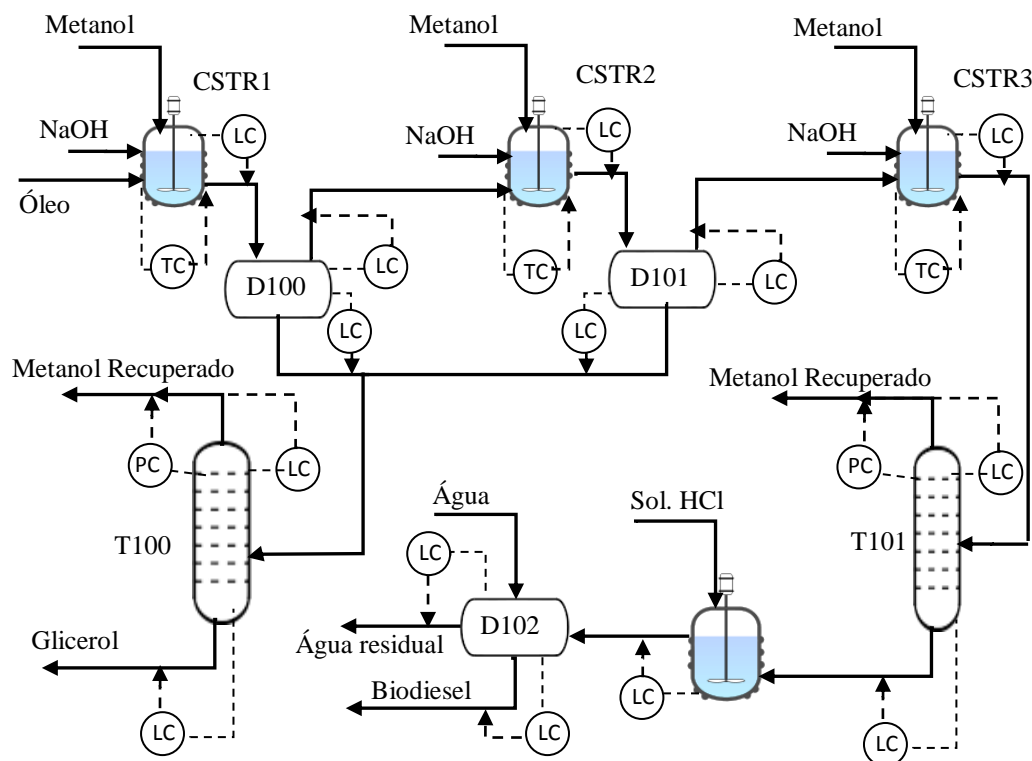 Metanol
Metanol
Metanol
CSTR1
CSTR2
CSTR3
NaOH
LC
NaOH
LC
NaOH
LC
Óleo
TC
LC
TC
LC
TC
D100
D101
LC
LC
Metanol Recuperado
Metanol Recuperado
PC
LC
PC
LC
Água
Sol. HCl
T100
T101
LC
D102
Glicerol
Água residual
LC
Biodiesel
LC
LC
LC